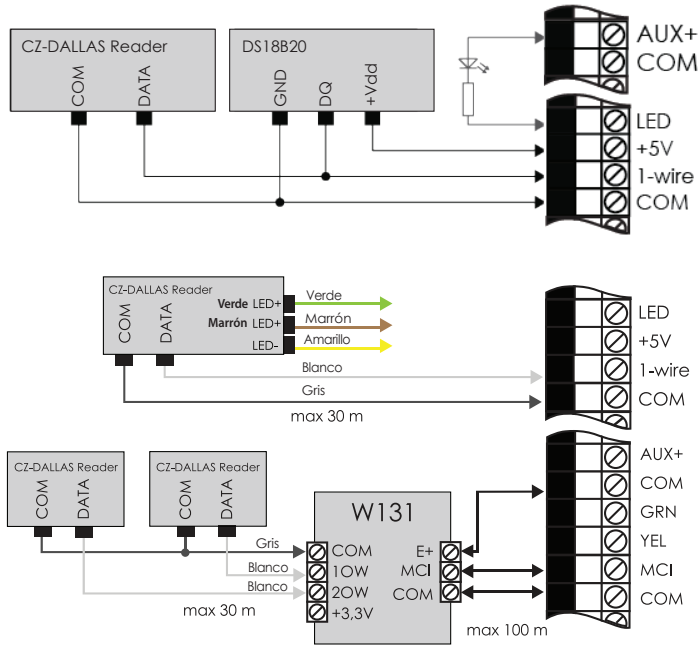 CZ-DALLAS Reader
COM
DATA
DS18B20
GND
DQ
+Vdd
AUX+
COM
LED
+5V
1-wire
COM
CZ-DALLAS Reader
COM
DATA
Verde LED+
Marrón LED+
LED-
Verde
Marrón
Amarillo
Blanco
Gris
max 30 m
LED
+5V
1-wire
COM
CZ-DALLAS Reader
COM
DATA
CZ-DALLAS Reader
COM
DATA
Gris
Blanco
Blanco
max 30 m
W131
COM
1OW
2OW
+3,3V
E+
MCI
COM
max 100 m
AUX+
COM
GRN
YEL
MCI
COM